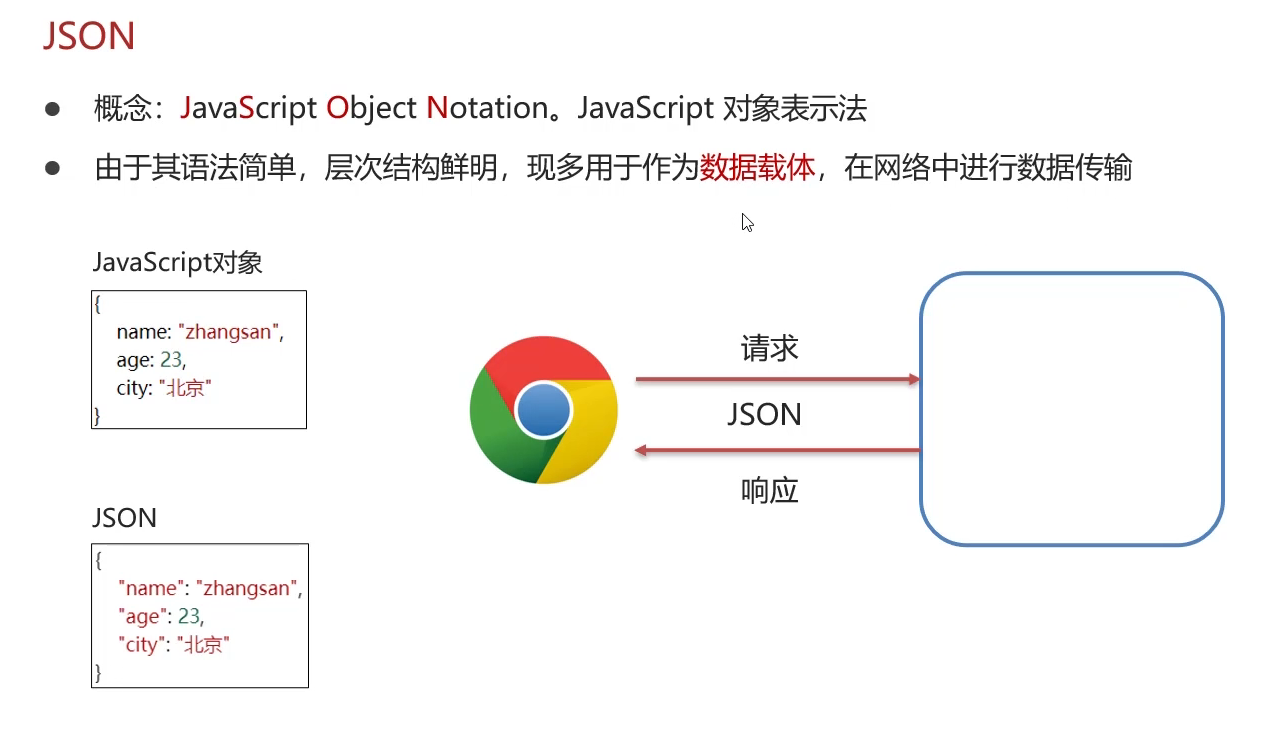 JSON
概念：JavaScript Object Notation。JavaScript 对象表示法
由于其语法简单，层次结构鲜明，现多用于作为数据载体，在网络中进行数据传输
JavaScript对象
{
name: "zhangsan",
age: 23,
city: "北京"
}
请求
JSON
响应
JSON
{
"name": "zhangsan",
"age": 23,
"city": "北京"
}